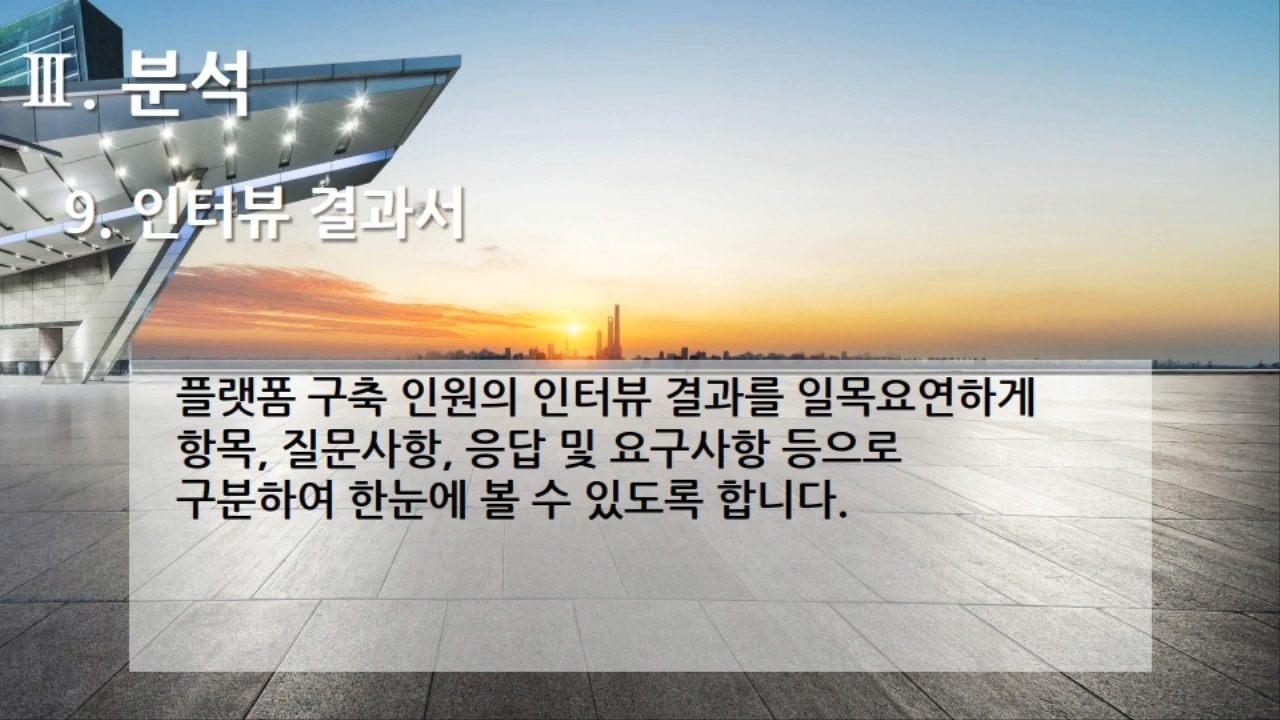 Ⅲ. 분석
9. 인터뷰 결과서
플랫폼 구축 인원의 인터뷰 결과를 일목요연하게
항목, 질문사항, 응답 및 요구사항 등으로
구분하여 한눈에 볼 수 있도록 합니다.